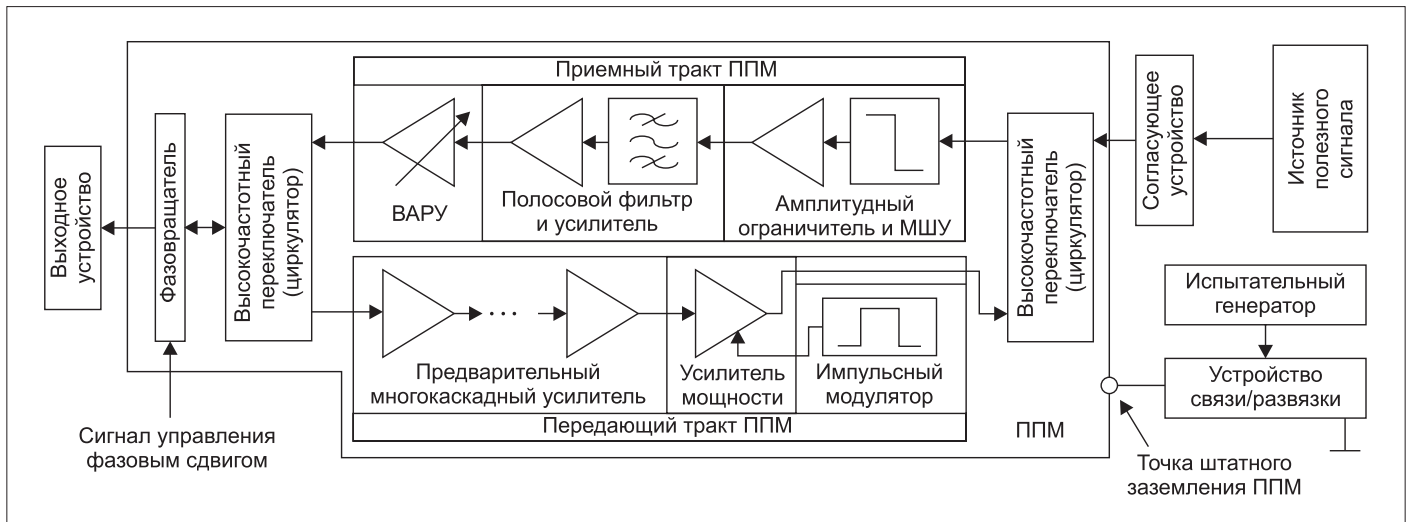 Приемный тракт ППМ
ВАРУ
Полосовой фильтр
и усилитель
Амплитудный
ограничитель и МШУ
Выходное
устройство
Фазовращатель
Высокочастотный
переключатель
(циркулятор)
Высокочастотный
переключатель
(циркулятор)
Согласующее
устройство
Источник
полезного
сигнала
Предварительный
многокаскадный усилитель
Усилитель
мощности
Импульсный
модулятор
Передающий тракт ППМ
ППМ
Испытательный
генератор
Устройство
связи/развязки
Сигнал управления
фазовым сдвигом
Точка штатного
заземления ППМ